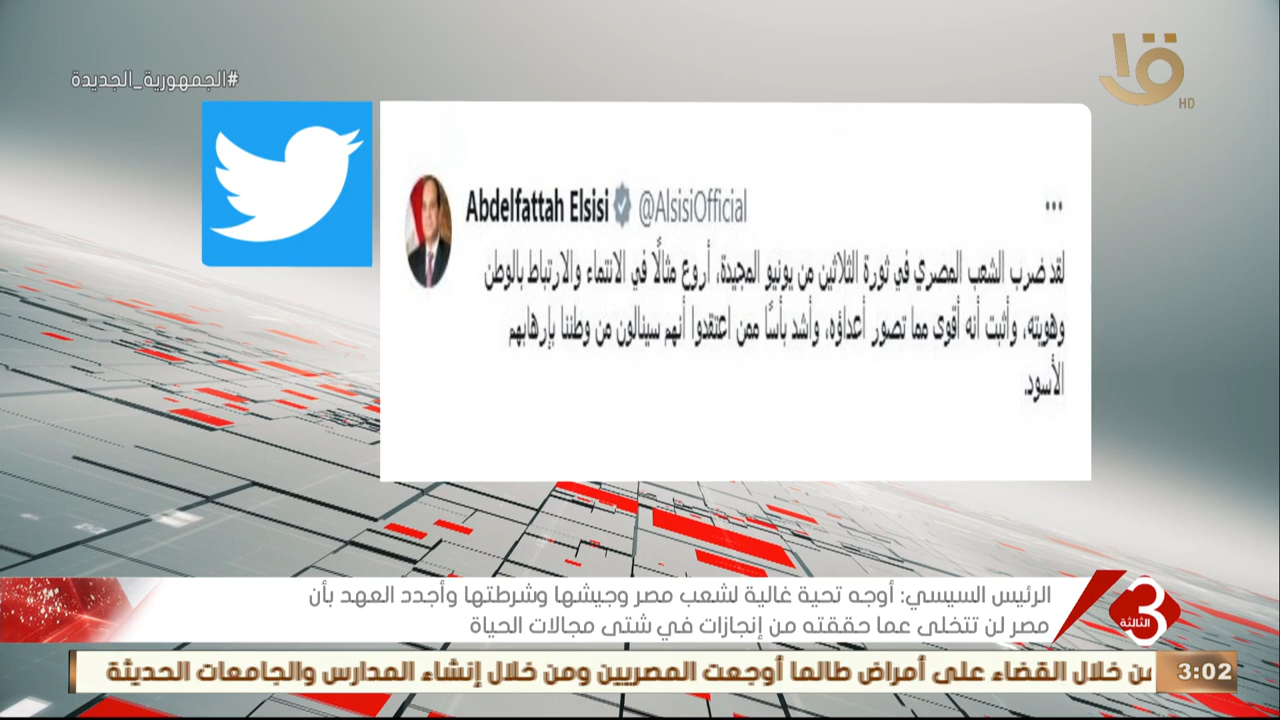 #الجمهورية_الجديدة
HD
Abdelfattah Elsisi @AlsisiOfficial
لقد ضرب الشعب المصري في ثورة الثلاثين من يونيو المجيدة، أروع مثالًا في الانتماء والارتباط بالوطن
وهويته، وأثبت أنه أقوى مما تصور أعداؤه، وأشد بأسًا ممن اعتقدوا أنهم سينالون من وطننا بإرهابهم
الأسود.
الرئيس السيسي: أوجه تحية غالية لشعب مصر وجيشها وشرطتها وأجدد العهد بأن
مصر لن تتخلى عما حققته من إنجازات في شتى مجالات الحياة
3 الثالثة
3:02
خلال القضاء على أمراض طالما أوجعت المصريين ومن خلال إنشاء المدارس والجامعات الحديثة